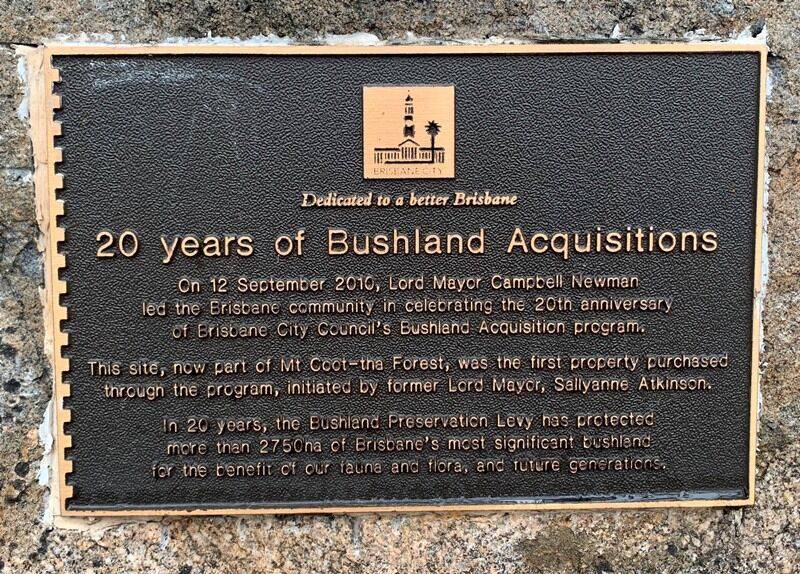 BRISBANE CITY
Dedicated to a better Brisbane
20 years of Bushland Acquisitions
On 12 September 2010, Lord Mayor Campbell Newman
led the Brisbane community in celebrating the 20th anniversary
of Brisbane City Council's Bushland Acquisition program.
This site, now part of Mt Coot-tha Forest, was the first property purchased
through the program, initiated by former Lord Mayor, Sallyanne Atkinson.
In 20 years, the Bushland Preservation Levy has protected
more than 2750ha of Brisbane's most significant bushland
for the benefit of our fauna and flora, and future generations.